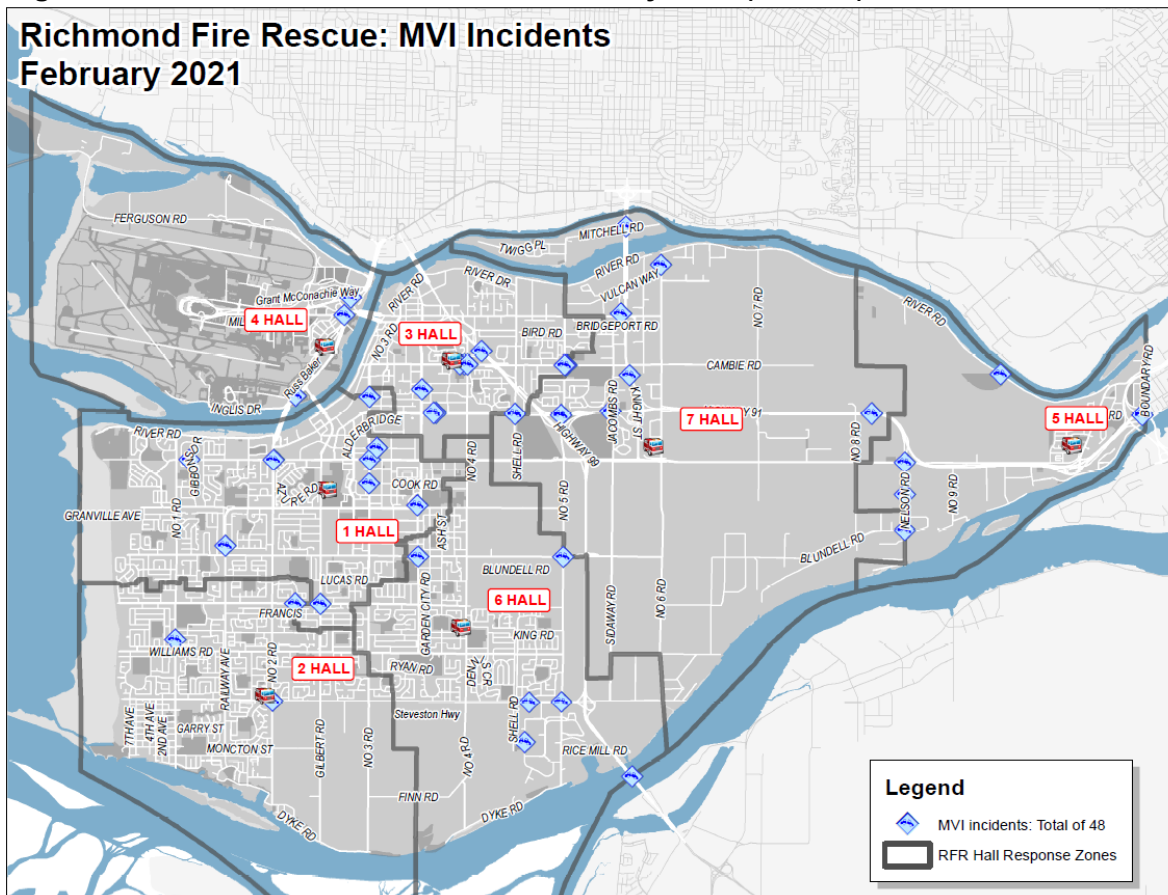 Richmond Fire Rescue: MVI Incidents
February 2021
FERGUSON RD
MITCHELL RD
TWIGG PL
RIVER DR
RIVER RD
VULCAN WAY
RIVER RD
Grant McConachie Way
4 HALL
Russ Baker
INGLIS DR
3 HALL
NO 3 RD
BIRD RD
BRIDGEPORT RD
NO 7 RD
RIVER RD
CAMBIE RD
BOUNDARY RD
KNIGHT ST
JACOMBS RD
7 HALL
5 HALL
RD
RIVER RD
ALDERBRIDGE
NO 4 RD
SHELL RD
HIGHWAY 99
NO 8 RD
NELSON RD
NO 9 RD
COOK RD
GRANVILLE AVE
NO 1 RD
NO 5 RD
1 HALL
ASH ST
BLUNDELL RD
BLUNDELL RD
LUCAS RD
FRANCIS
GARDEN CITY RD
6 HALL
SIDAWAY RD
NO 6 RD
KING RD
WILLIAMS RD
2 HALL
RYAN RD
RAILWAY AVE
NO 2 RD
7TH AVE
4TH AVE
2ND AVE
GARRY ST
MONCTON ST
GILBERT RD
NO 3 RD
Steveston Hwy
NO 4 RD
SHELL RD
RICE MILL RD
FINN RD
DYKE RD
DYKE RD
Legend
MVI incidents: Total of 48
RFR Hall Response Zones